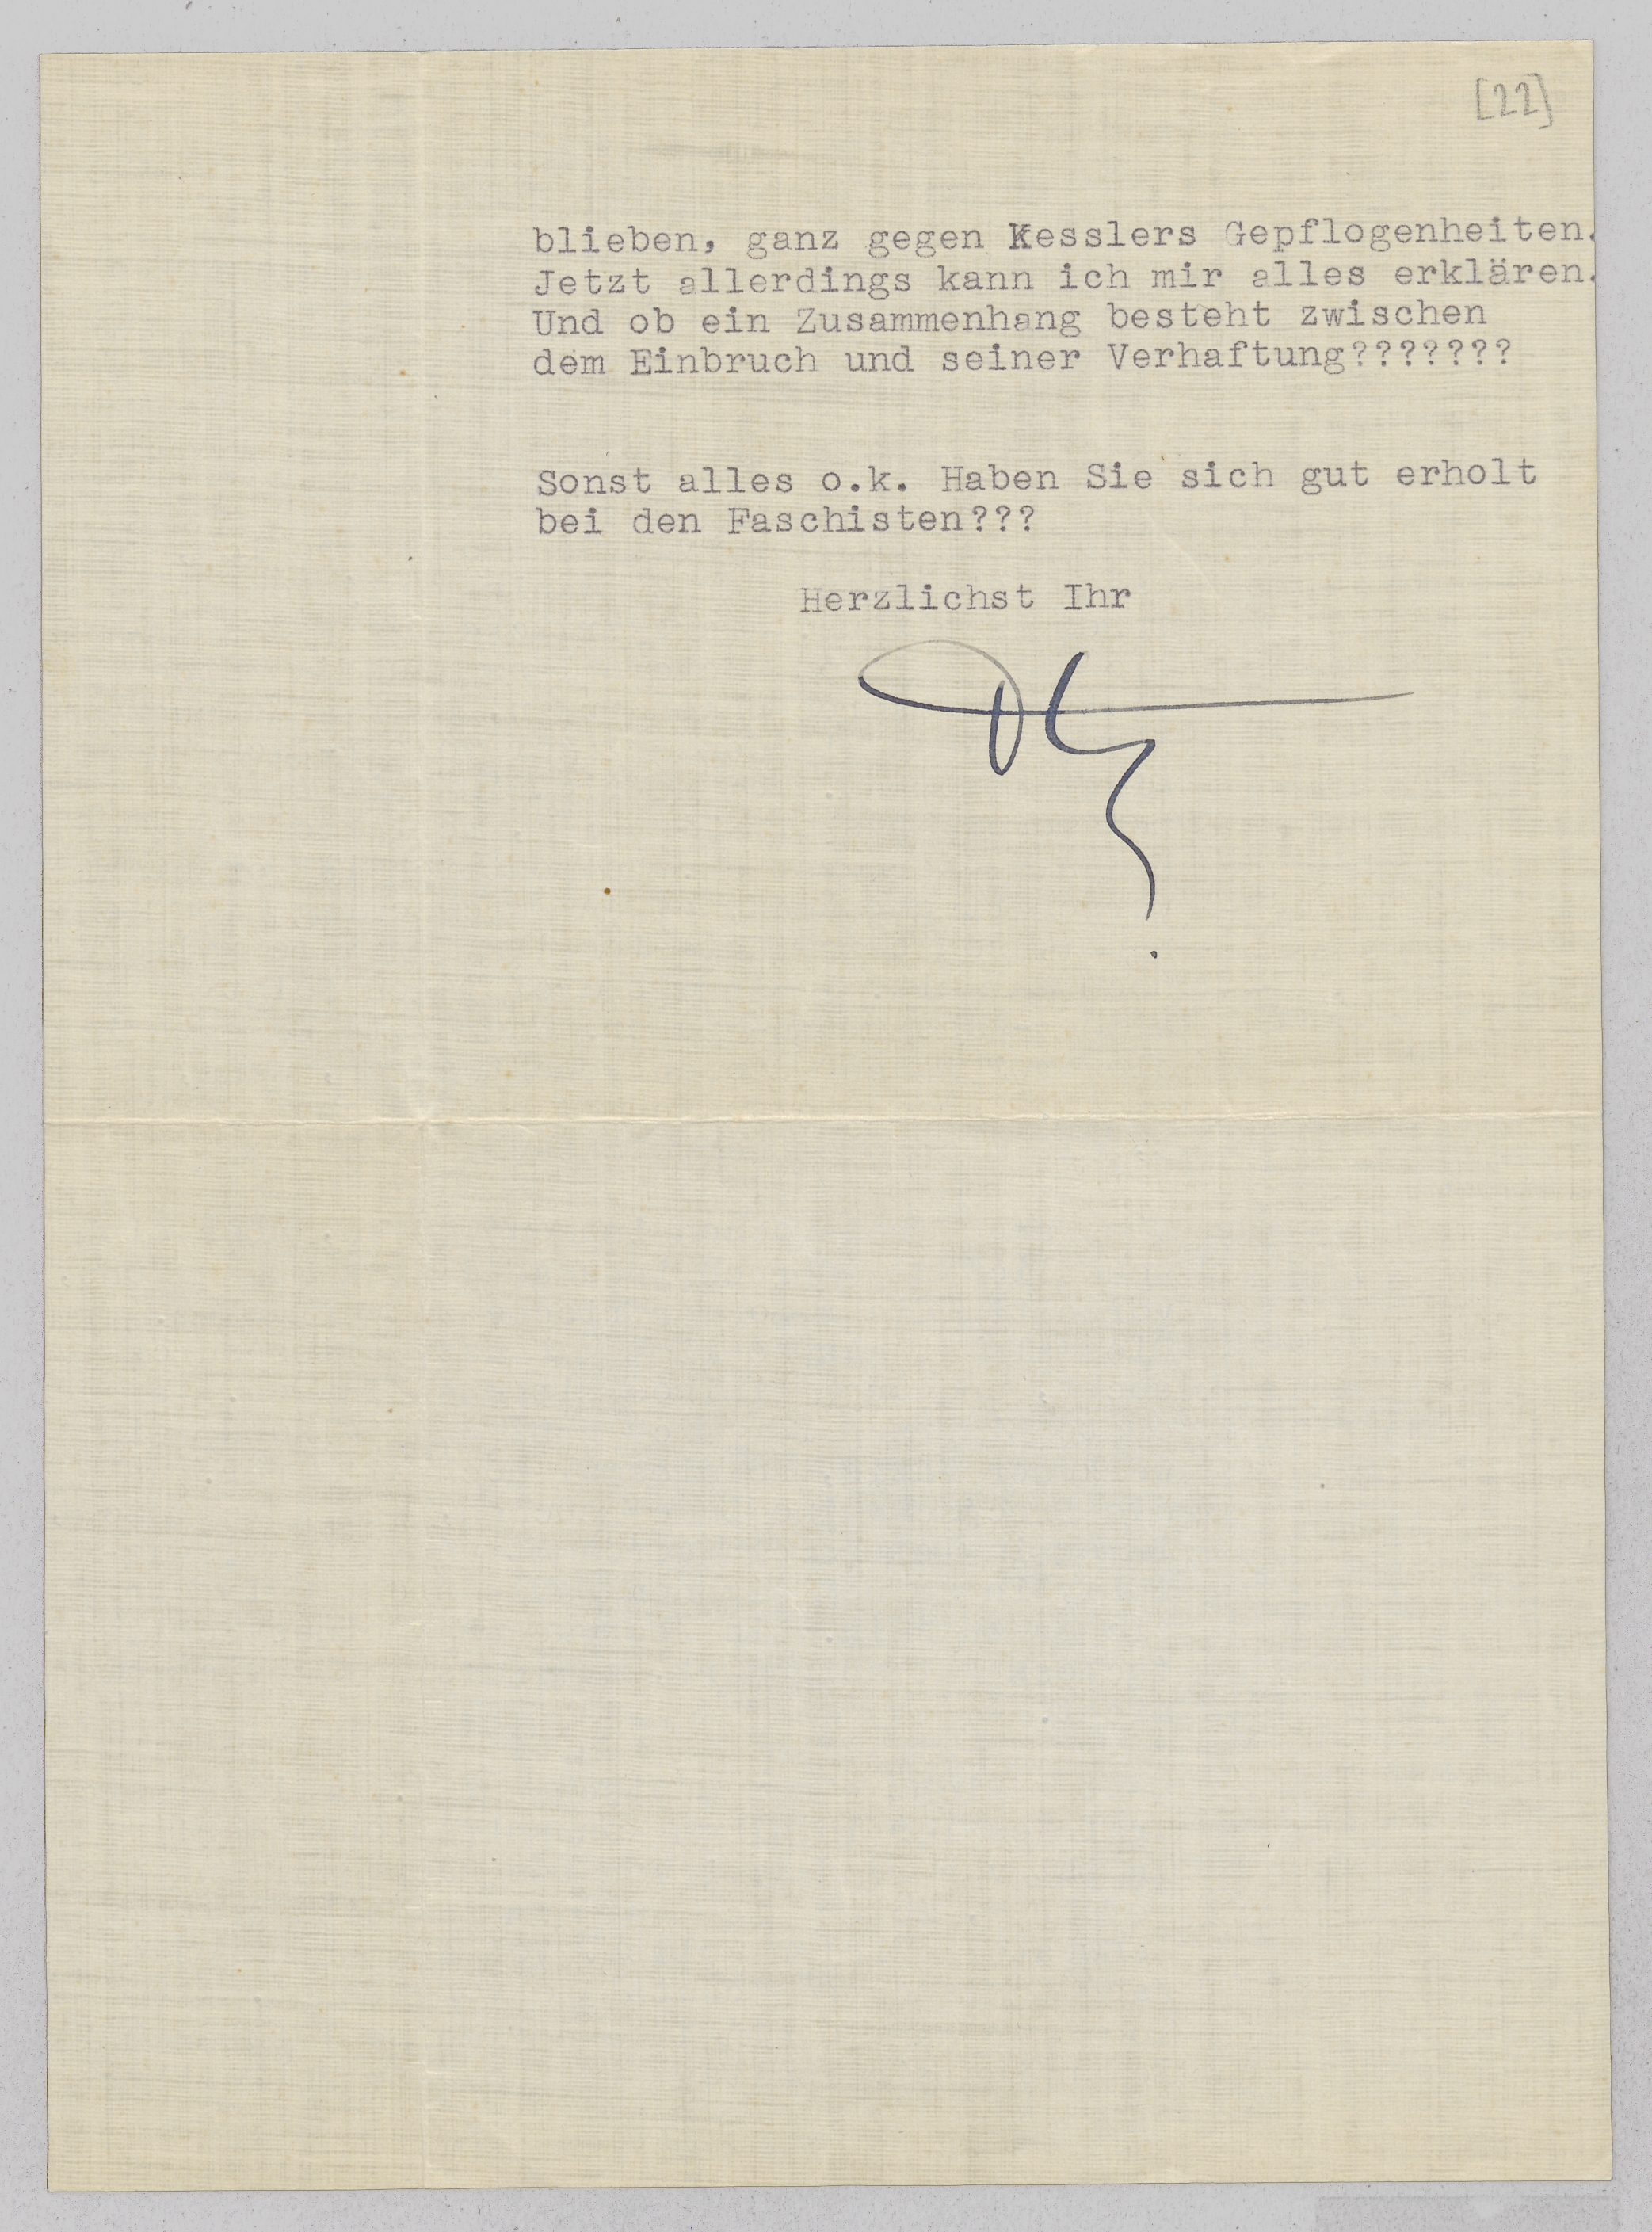 [22]
blieben, ganz gegen Kesslers Gepflogenheiten.
Jetzt allerdings kann ich mir alles erklären.
Und ob ein Zusammenhang besteht zwischen
dem Einbruch und seiner Verhaftung???????
Sonst alles o.k. Haben Sie sich gut erholt
bei den Faschisten???
Herzlichst Ihr